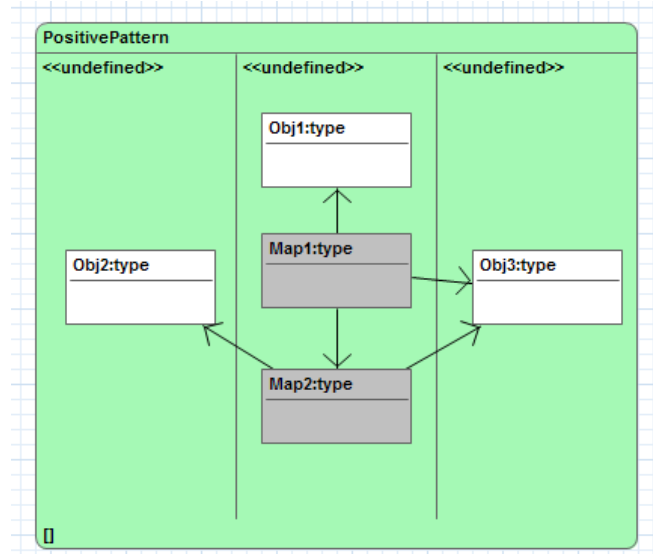 PositivePattern
<<undefined>> <<undefined>> <<undefined>>
Obj1:type
Map1:type
Obj2:type
Obj3:type
Map2:type
[]